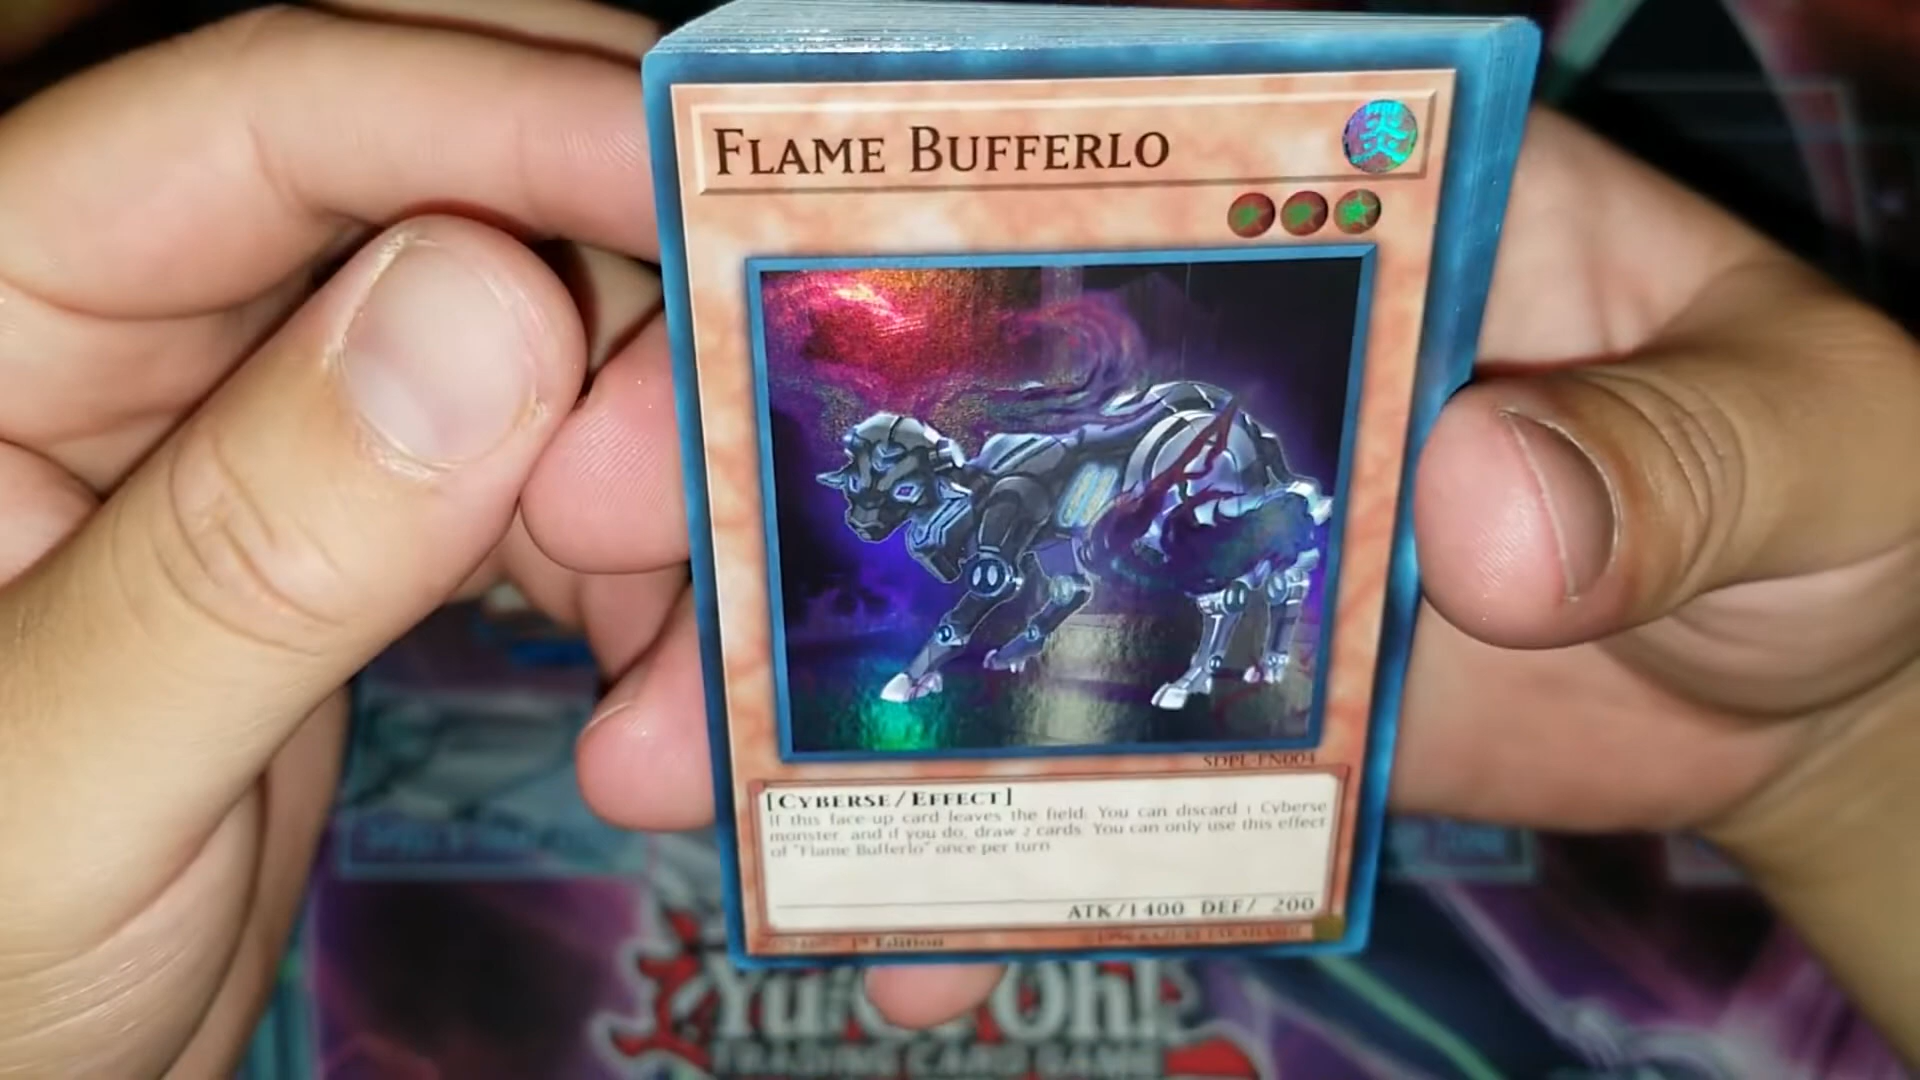 FLAME BUFFERLO
炎
SDPL-EN004
[CYBERSE/EFFECT]
If this face-up card leaves the field: You can discard 1 Cyberse
monster, and if you do, draw 2 cards. You can only use this effect
of "Flame Bufferlo" once per turn.
ATK/1400 DEF/ 200
1st Edition
Yu-Gi-Oh!
TRADING CARD GAME